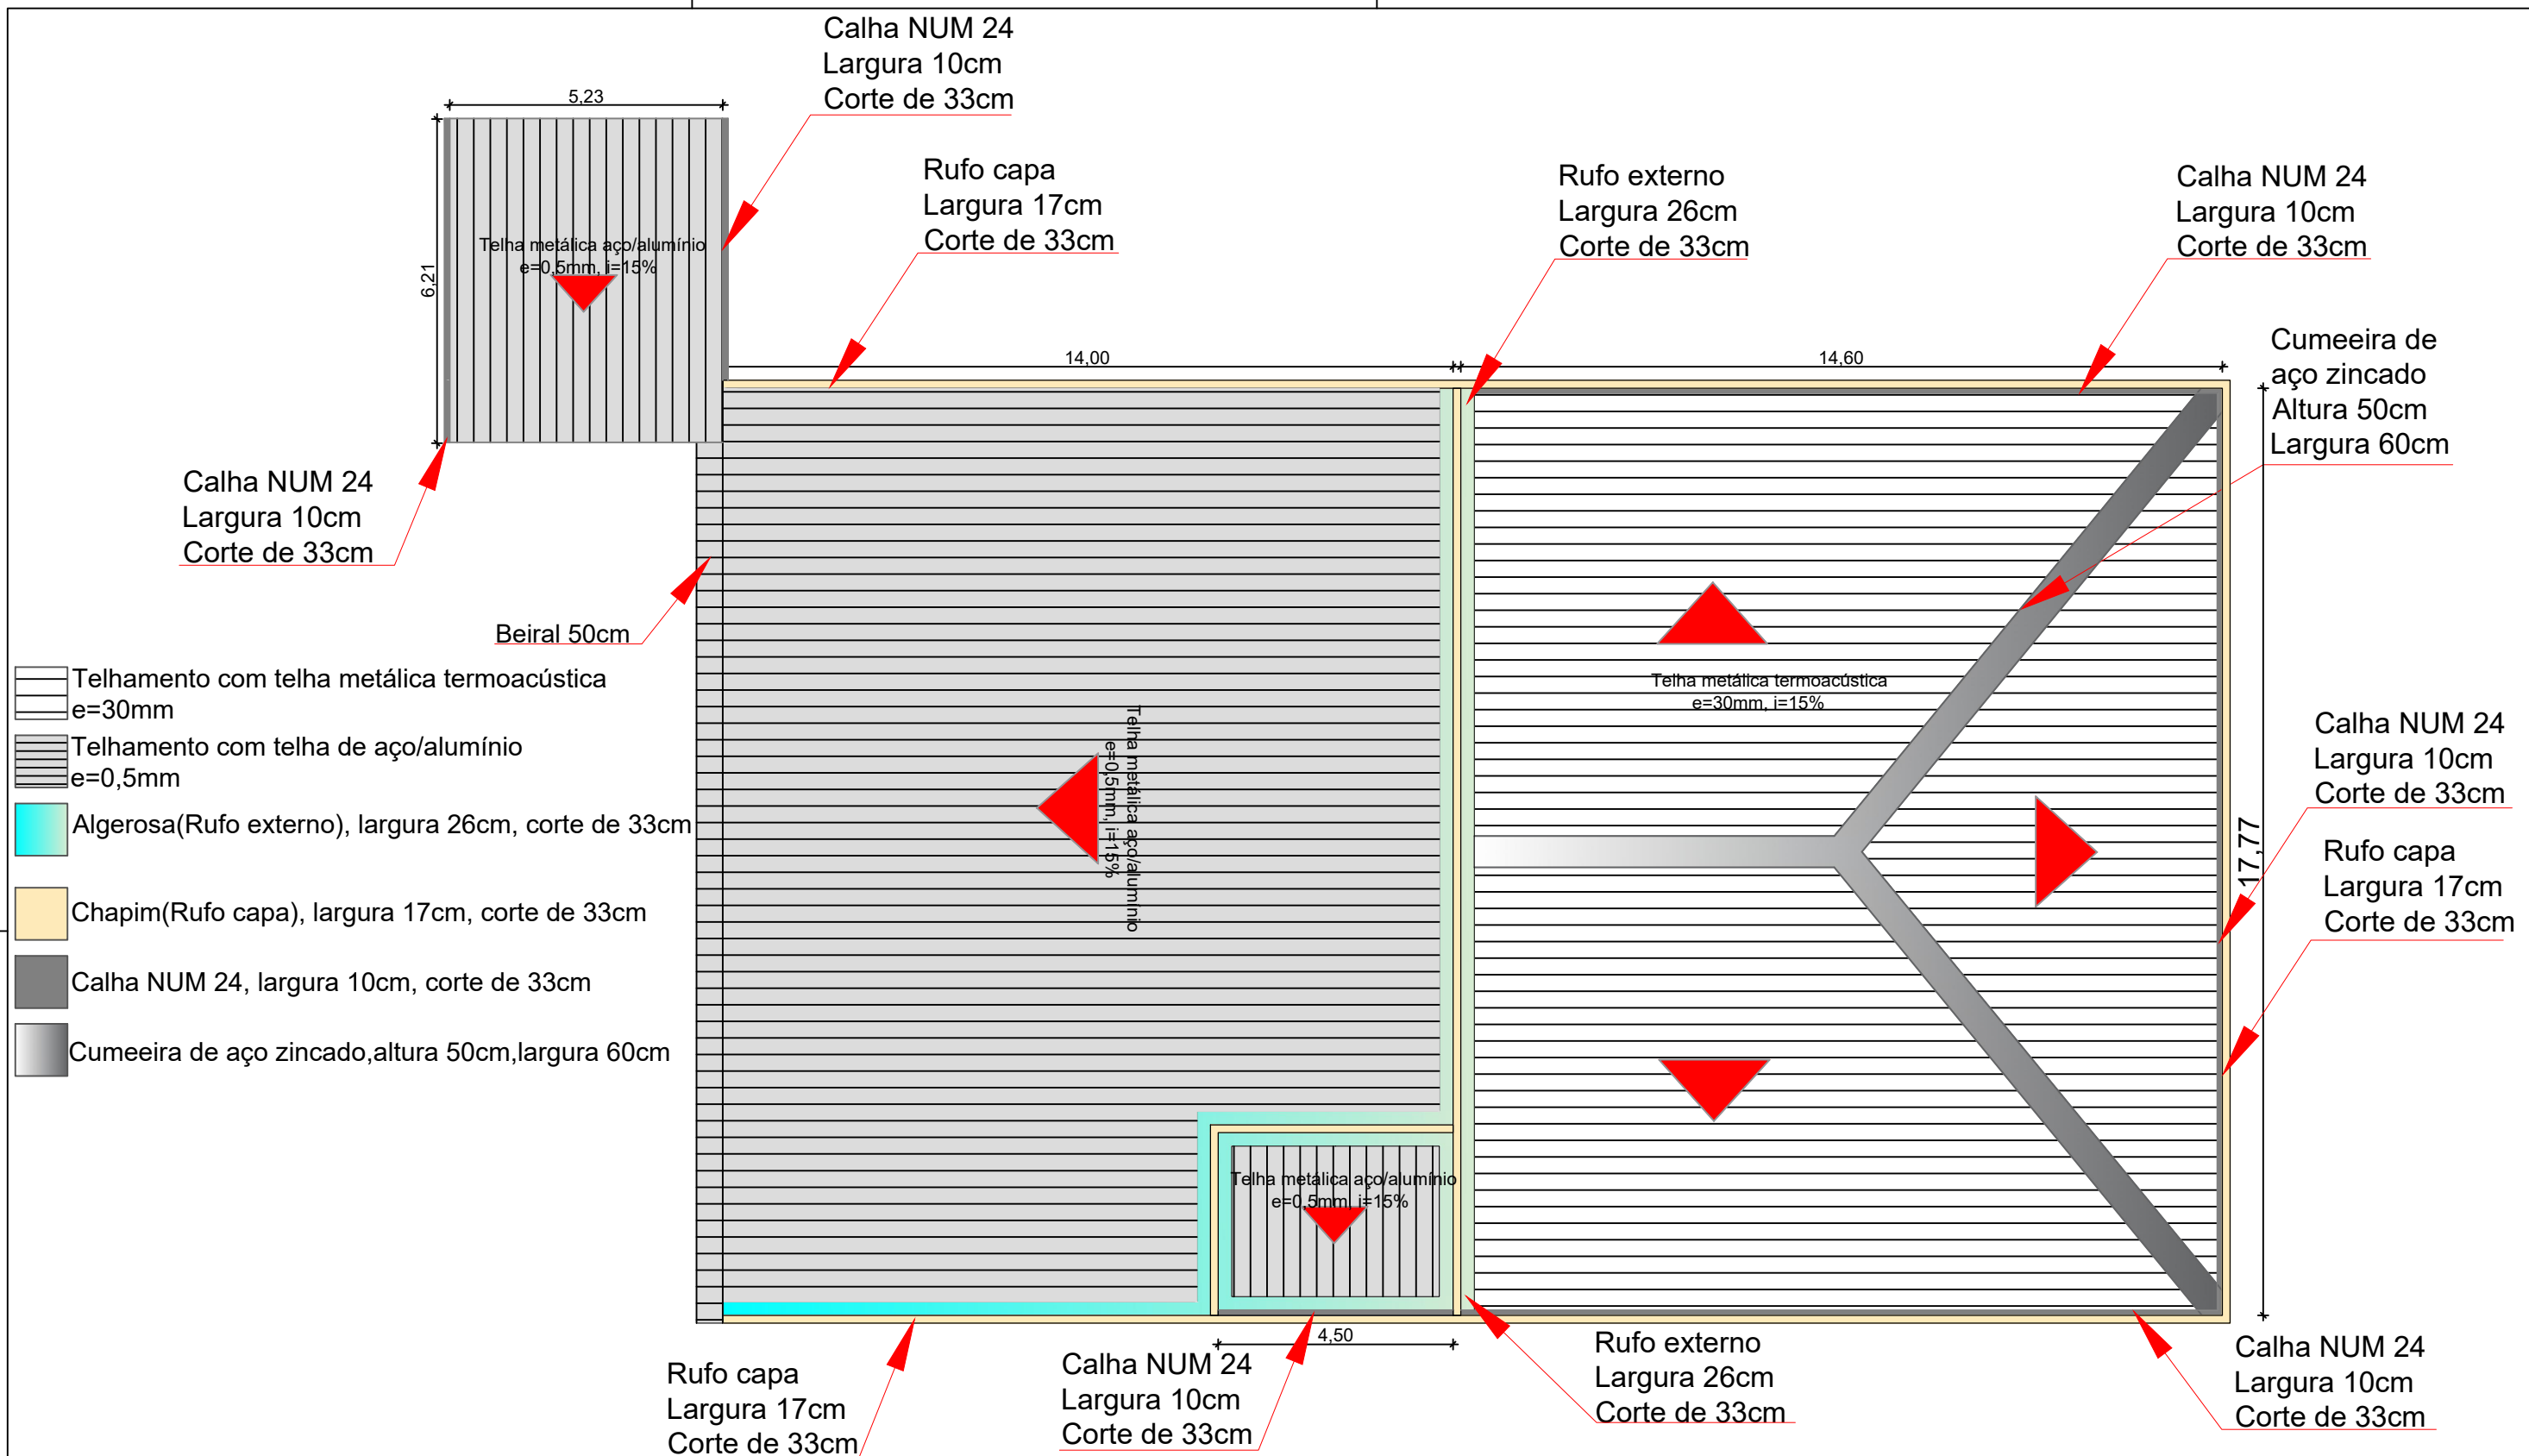 Calha NUM 24
Largura 10cm
Corte de 33cm
5,23
Rufo capa
Largura 17cm
Corte de 33cm
Rufo externo
Largura 26cm
Corte de 33cm
Calha NUM 24
Largura 10cm
Corte de 33cm
Telha metálica aço/alumínio
e=0,5mm, i=15%
6,21
14,00
14,60
Cumeeira de
aço zincado
Altura 50cm
Largura 60cm
Calha NUM 24
Largura 10cm
Corte de 33cm
Beiral 50cm
Telhamento com telha metálica termoacústica
e=30mm
Telhamento com telha de aço/alumínio
e=0,5mm
Algerosa(Rufo externo), largura 26cm, corte de 33cm
Chapim(Rufo capa), largura 17cm, corte de 33cm
Calha NUM 24, largura 10cm, corte de 33cm
Cumeeira de aço zincado,altura 50cm,largura 60cm
Telha metálica aço/alumínio
e=0,5mm, i=15%
Telha metálica termoacústica
e=30mm, i=15%
Calha NUM 24
Largura 10cm
Corte de 33cm
17,77
Rufo capa
Largura 17cm
Corte de 33cm
Telha metálica aço/alumínio
e=0,5mm, i=15%
4,50
Rufo capa
Largura 17cm
Corte de 33cm
Calha NUM 24
Largura 10cm
Corte de 33cm
Rufo externo
Largura 26cm
Corte de 33cm
Calha NUM 24
Largura 10cm
Corte de 33cm